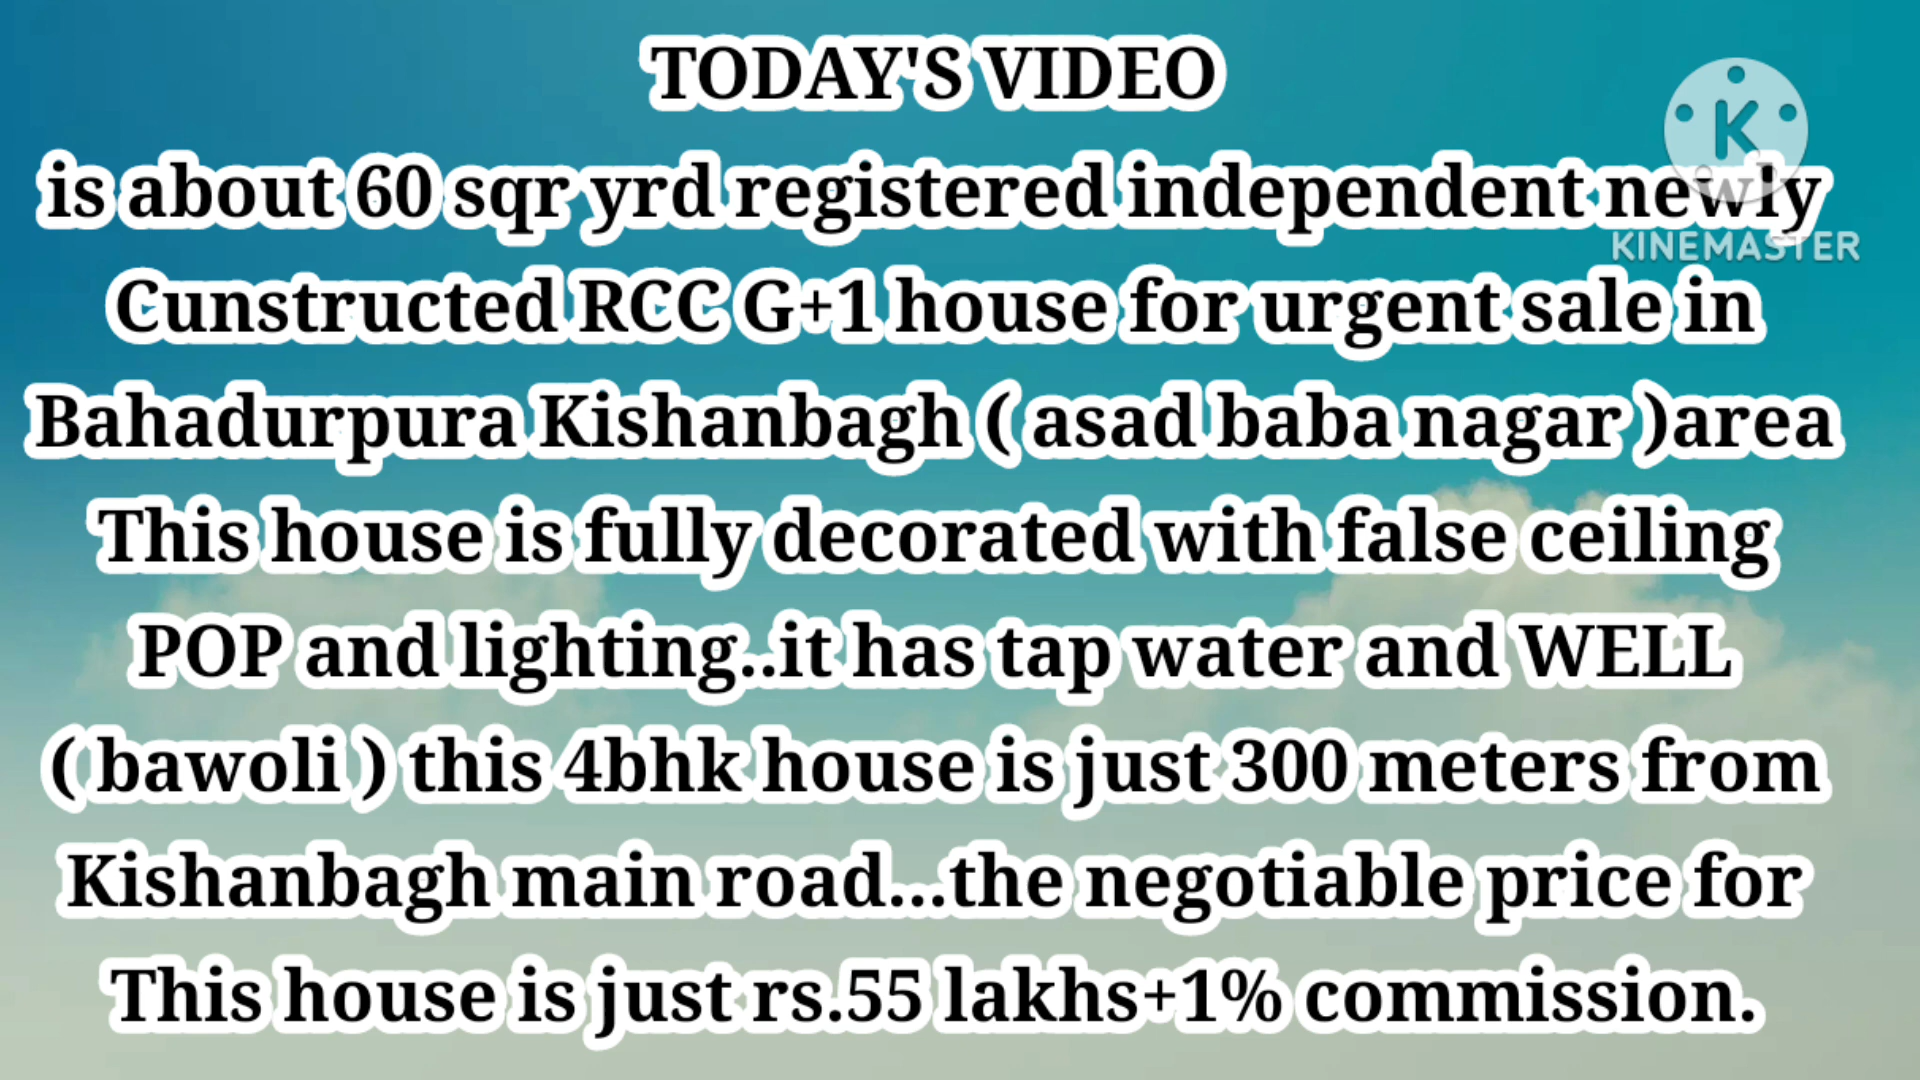 TODAY'S VIDEO
is about 60 sqr yrd registered independent newly
Cunstructed RCC G+1 house for urgent sale in
Bahadurpura Kishanbagh ( asad baba nagar )area
This house is fully decorated with false ceiling
POP and lighting..it has tap water and WELL
( bawoli ) this 4bhk house is just 300 meters from
Kishanbagh main road...the negotiable price for
This house is just rs.55 lakhs+1% commission.
K
KINEMASTER